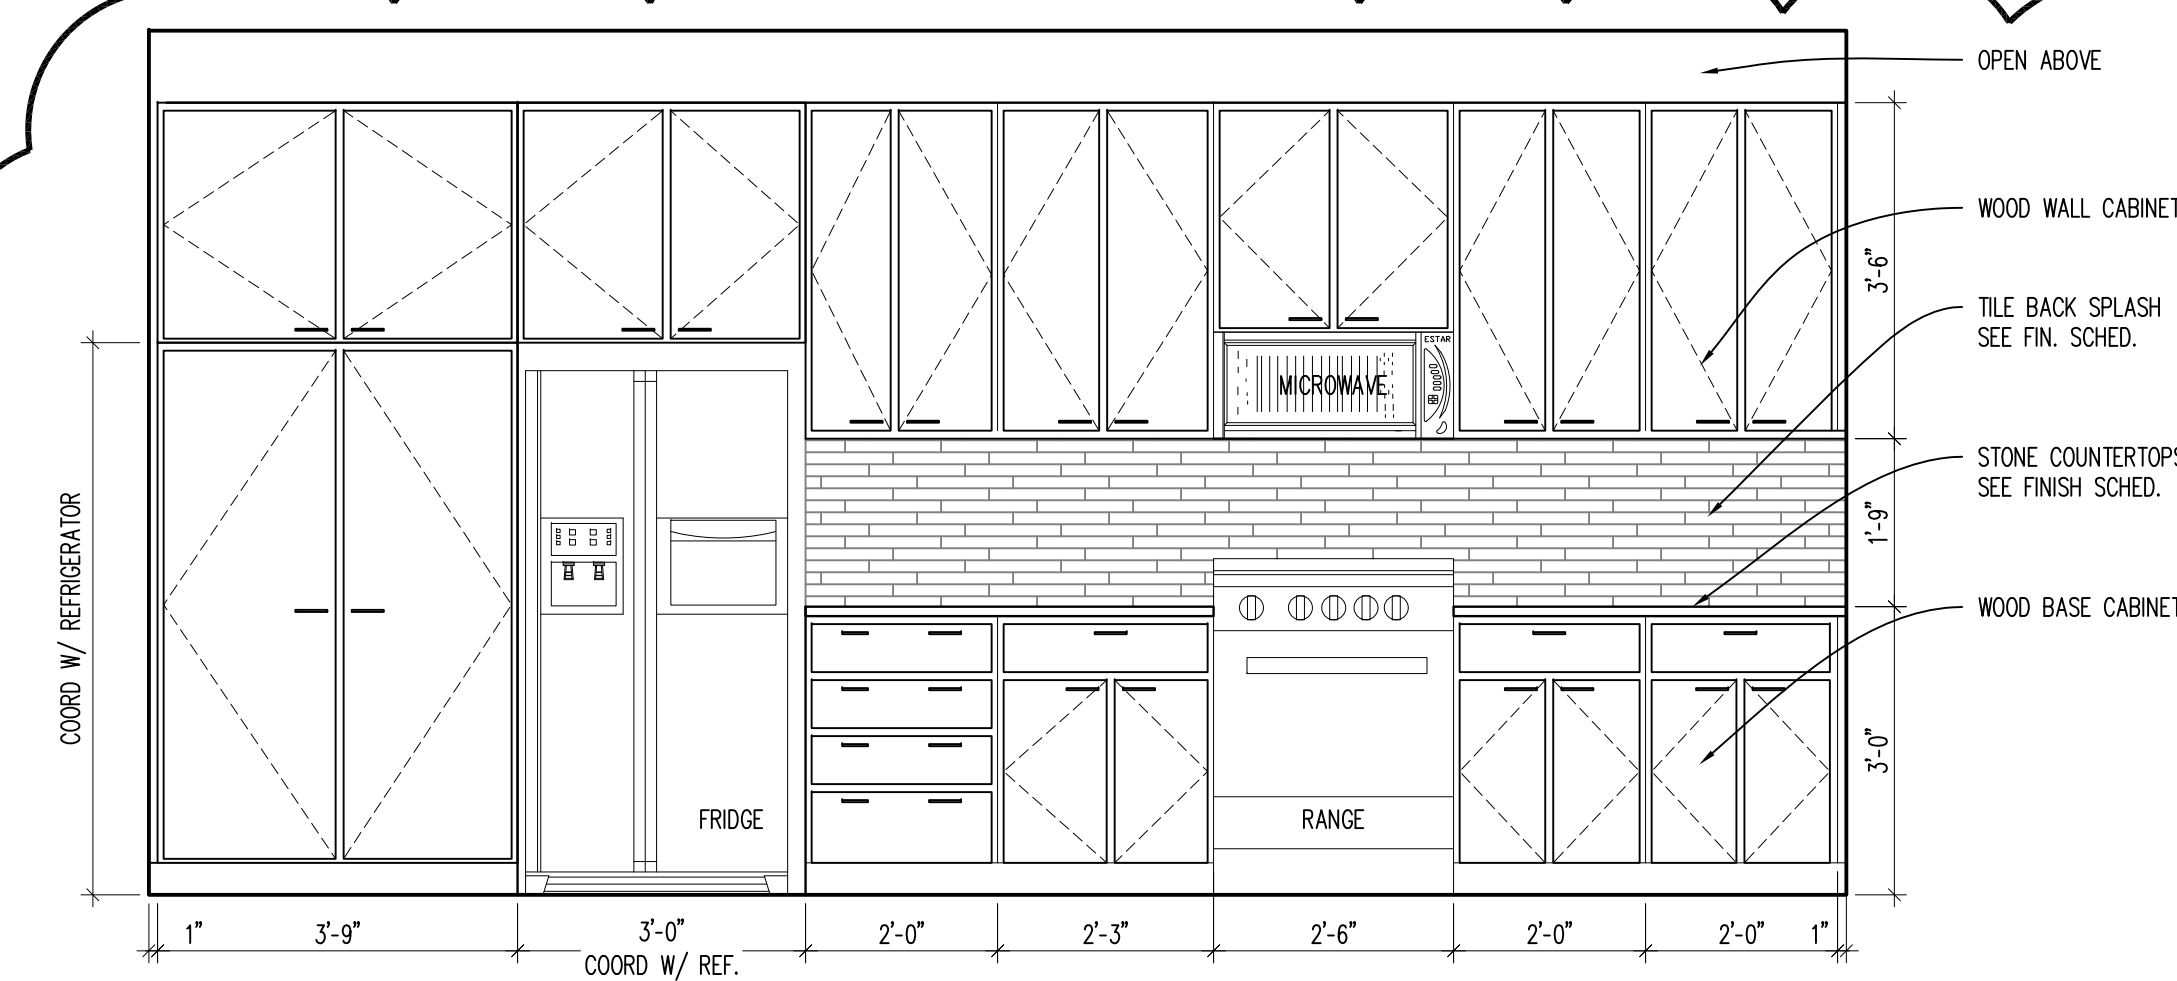 OPEN ABOVE
WOOD WALL CABINET
3'-6"
TILE BACK SPLASH
SEE FIN. SCHED.
ESTAR
MICROWAVE
STONE COUNTERTOPS
SEE FINISH SCHED.
1'-9"
COORD W/ REFRIGERATOR
WOOD BASE CABINET
3'-0"
FRIDGE
RANGE
1" 3'-9" 3'-0" 2'-0" 2'-3" 2'-6" 2'-0" 2'-0" 1"
COORD W/ REF.